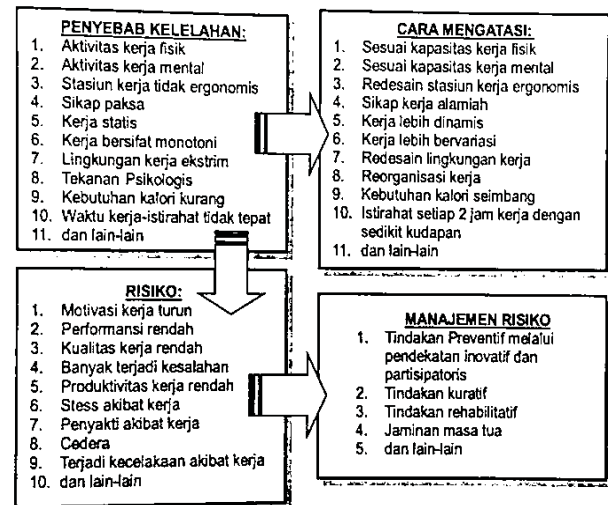 PENYEBAB KELELAHAN:
1. Aktivitas kerja fisik
2. Aktivitas kerja mental
3. Stasiun kerja tidak ergonomis
4. Sikap paksa
5. Kerja statis
6. Kerja bersifat monotoni
7. Lingkungan kerja ekstrim
8. Tekanan Psikologis
9. Kebutuhan kalori kurang
10. Waktu kerja-istirahat tidak tepat
11. dan lain-lain
CARA MENGATASI:
1. Sesuai kapasitas kerja fisik
2. Sesuai kapasitas kerja mental
3. Redesain stasiun kerja ergonomis
4. Sikap kerja alamiah
5. Kerja lebih dinamis
6. Kerja lebih bervariasi
7. Redesain lingkungan kerja
8. Reorganisasi kerja
9. Kebutuhan kalori seimbang
10. Istirahat setiap 2 jam kerja dengan
sedikit kudapan
11. dan lain-lain
RISIKO:
1. Motivasi kerja turun
2. Performansi rendah
3. Kualitas kerja rendah
4. Banyak terjadi kesalahan
5. Produktivitas kerja rendah
6. Stress akibat kerja
7. Penyakti akibat kerja
8. Cedera
9. Terjadi kecelakaan akibat kerja
10. dan lain-lain
MANAJEMEN RISIKO
1. Tindakan Preventif melalui
pendekatan inovatif dan
partisipatoris
2. Tindakan kuratif
3. Tindakan rehabilitatif
4. Jaminan masa tua
5. dan lain-lain